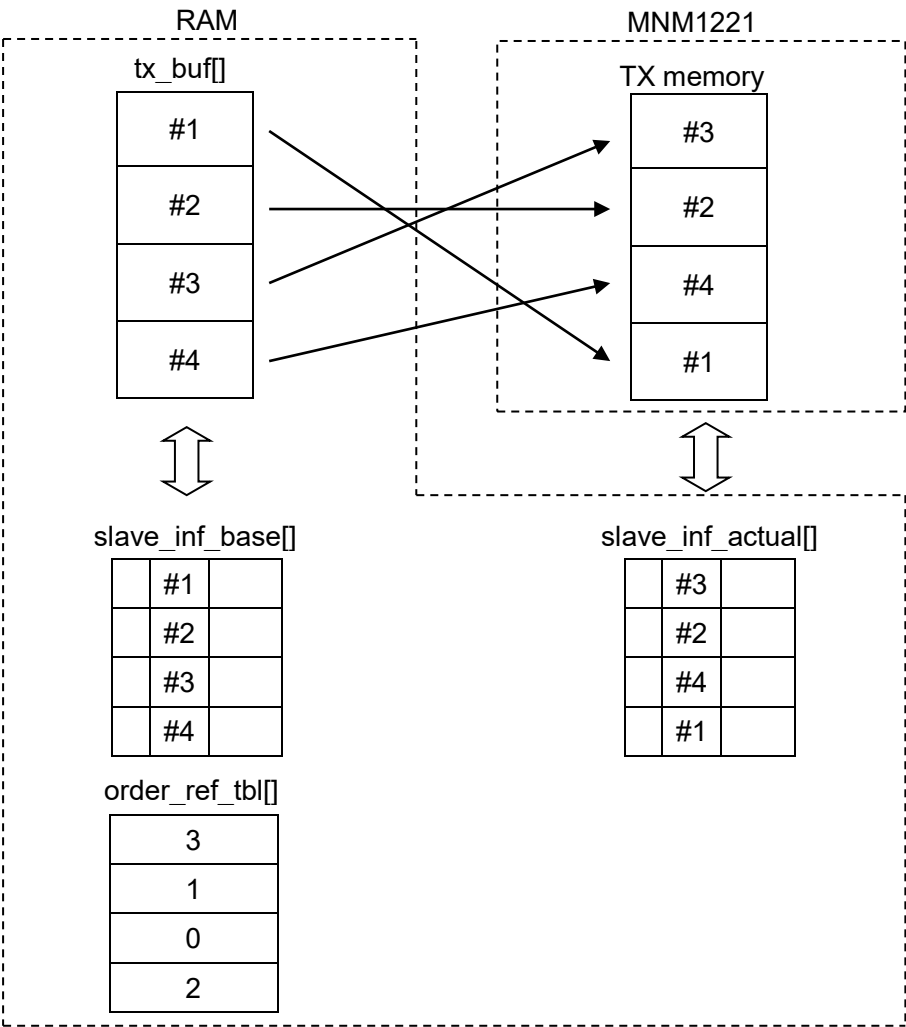 RAM
MNM1221
tx_buf[]
TX memory
#1
#2
#3
#4
#3
#2
#4
#1
slave_inf_base[]
#1
#2
#3
#4
slave_inf_actual[]
#3
#2
#4
#1
order_ref_tbl[]
3
1
0
2